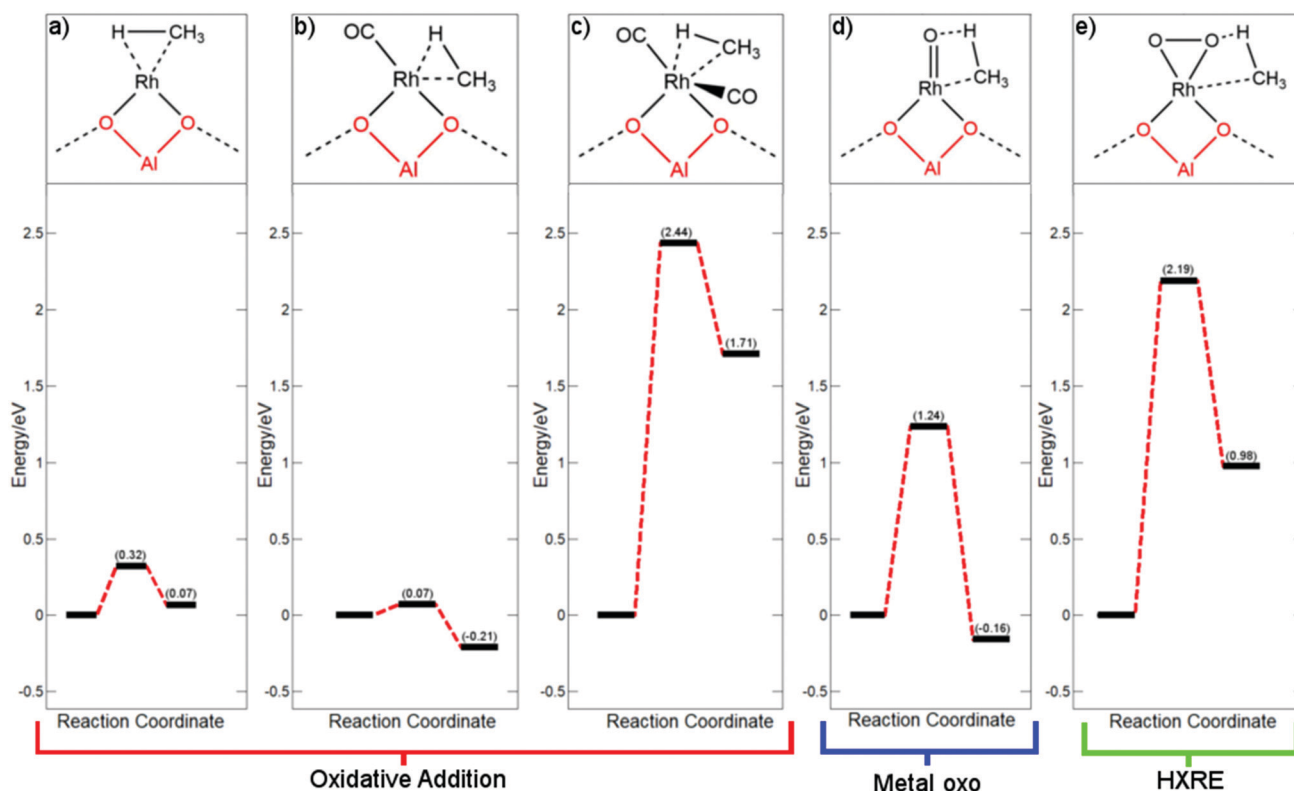 a)
H
CH₃
Rh
O
O
Al
b)
OC
H
Rh
CH₃
O
O
Al
c)
OC
H
CH₃
Rh
CO
O
O
Al
d)
O
H
CH₃
Rh
O
O
Al
e)
O
O
H
CH₃
Rh
O
O
Al
Energy/eV
2.5
2
1.5
1
0.5
0
-0.5
(0.32)
(0.07)
Reaction Coordinate
Energy/eV
2.5
2
1.5
1
0.5
0
-0.5
(0.07)
(-0.21)
Reaction Coordinate
Energy/eV
2.5
2
1.5
1
0.5
0
-0.5
(2.44)
(1.71)
Reaction Coordinate
Energy/eV
2.5
2
1.5
1
0.5
0
-0.5
(1.24)
(-0.16)
Reaction Coordinate
Energy/eV
2.5
2
1.5
1
0.5
0
-0.5
(2.19)
(0.98)
Reaction Coordinate
Oxidative Addition
Metal oxo
HXRE